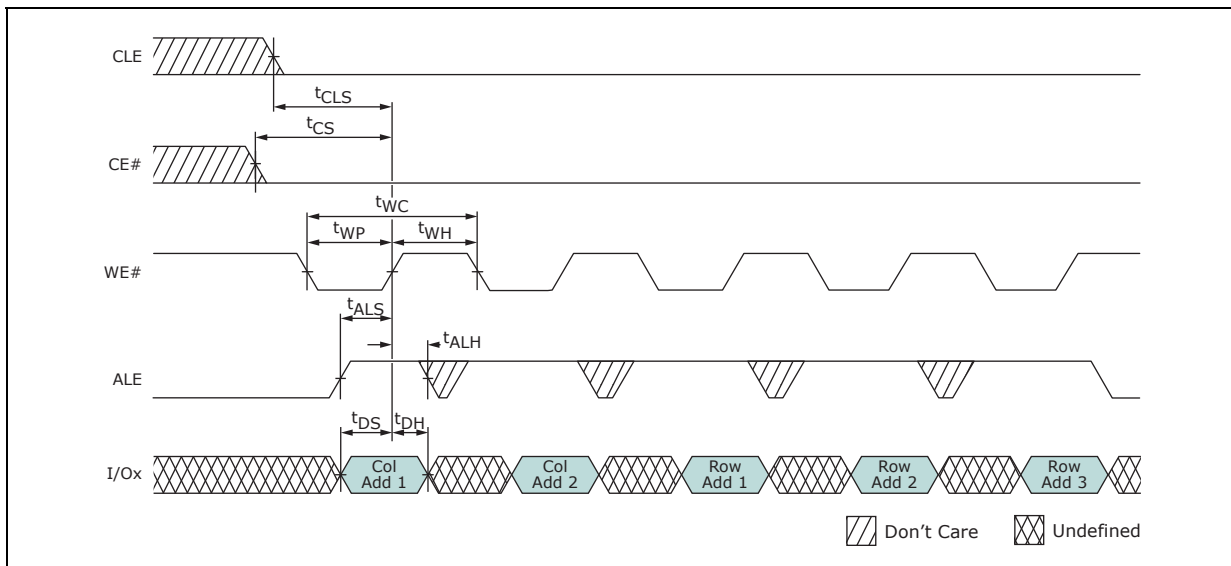 CLE
tCLS
tCS
CE#
tWC
tWP
tWH
WE#
tALS
tALH
ALE
tDS
tDH
I/Ox
Col
Add 1
Col
Add 2
Row
Add 1
Row
Add 2
Row
Add 3
Don't Care
Undefined